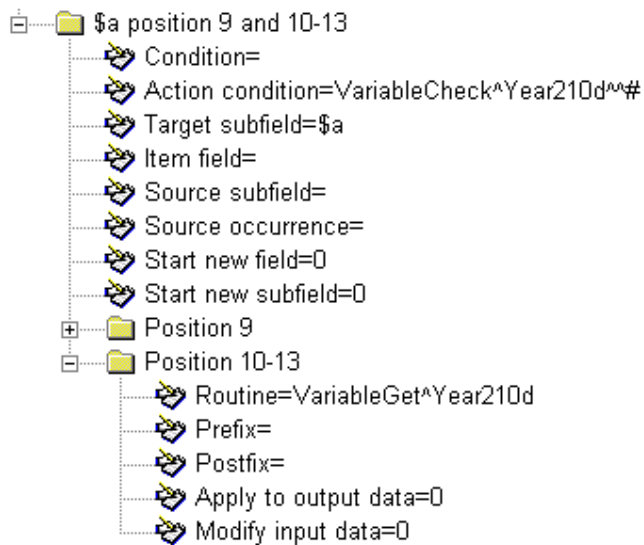 $a position 9 and 10-13
Condition=
Action condition=VariableCheck^Year210d^^#
Target subfield=$a
Item field=
Source subfield=
Source occurrence=
Start new field=0
Start new subfield=0
Position 9
Position 10-13
Routine=VariableGet^Year210d
Prefix=
Postfix=
Apply to output data=0
Modify input data=0